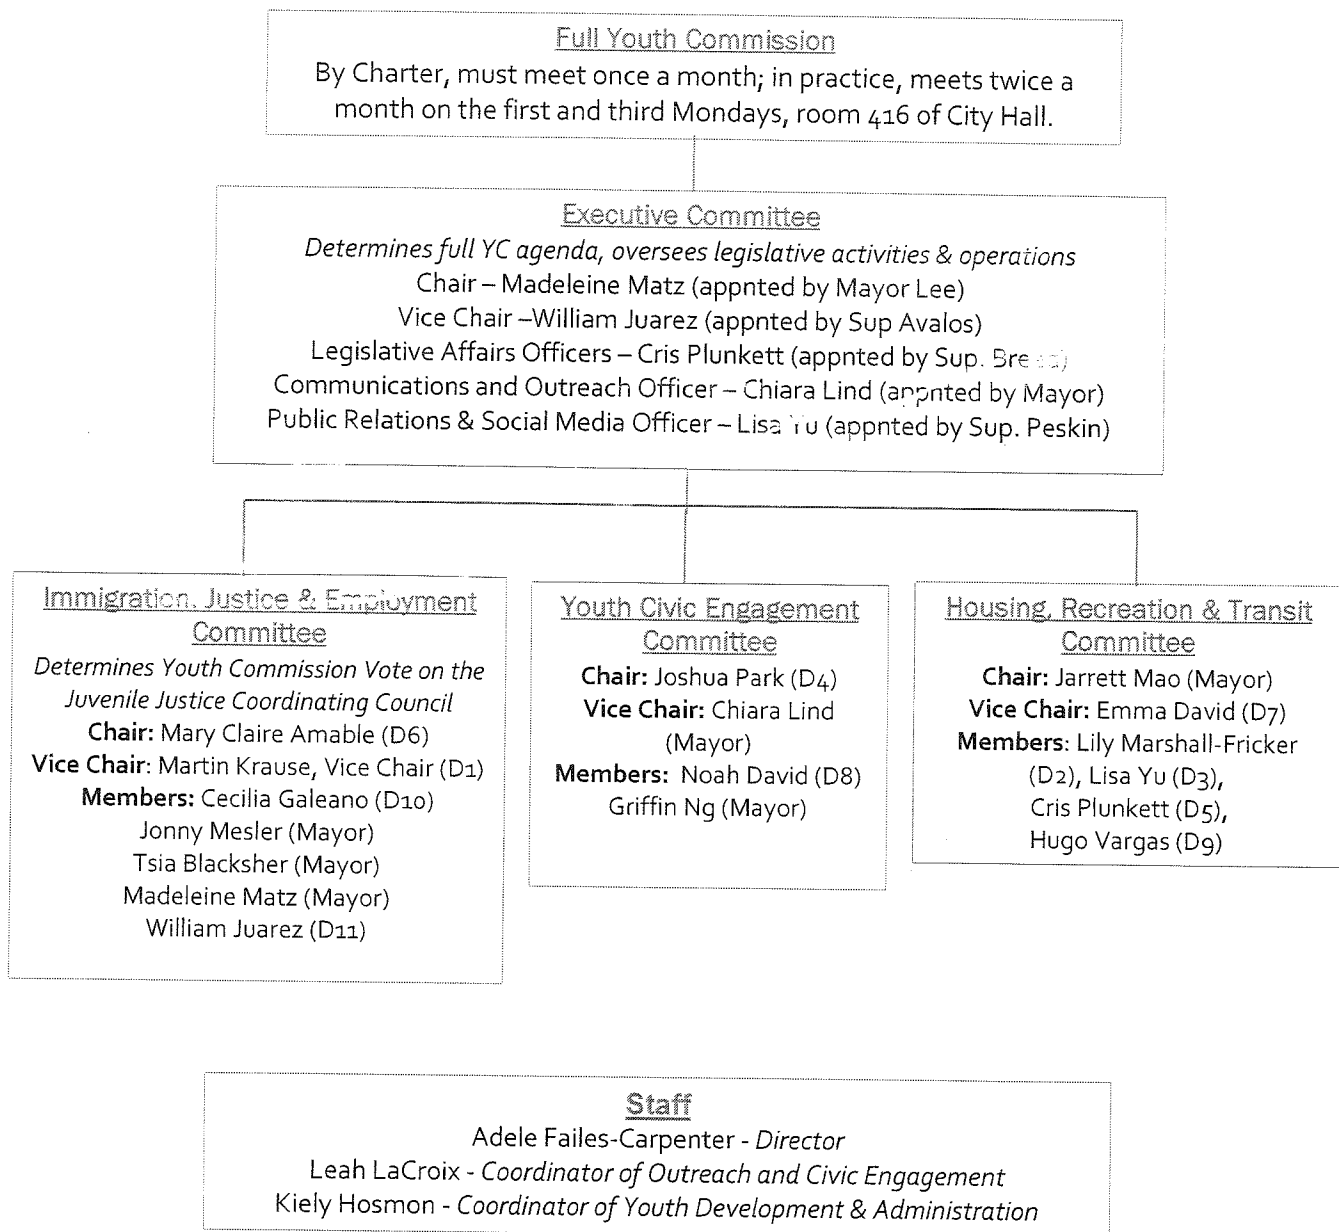 Full Youth Commission
By Charter, must meet once a month; in practice, meets twice a
month on the first and third Mondays, room 416 of City Hall.
Executive Committee
Determines full YC agenda, oversees legislative activities & operations
Chair – Madeleine Matz (appnted by Mayor Lee)
Vice Chair –William Juarez (appnted by Sup Avalos)
Legislative Affairs Officers – Cris Plunkett (appnted by Sup.
Communications and Outreach Officer – Chiara Lind (appnted by Mayor)
Public Relations & Social Media Officer – Lisa Yu (appnted by Sup. Peskin)
Immigration, Justice & Employment
Committee
Determines Youth Commission Vote on the
Juvenile Justice Coordinating Council
Chair: Mary Claire Amable (D6)
Vice Chair: Martin Krause, Vice Chair (D1)
Members: Cecilia Galeano (D10)
Jonny Mesler (Mayor)
Tsia Blacksher (Mayor)
Madeleine Matz (Mayor)
William Juarez (D11)
Youth Civic Engagement
Committee
Chair: Joshua Park (D4)
Vice Chair: Chiara Lind
(Mayor)
Members: Noah David (D8)
Griffin Ng (Mayor)
Housing, Recreation & Transit
Committee
Chair: Jarrett Mao (Mayor)
Vice Chair: Emma David (D7)
Members: Lily Marshall-Fricker
(D2), Lisa Yu (D3),
Cris Plunkett (D5),
Hugo Vargas (D9)
Staff
Adele Failes-Carpenter - Director
Leah LaCroix - Coordinator of Outreach and Civic Engagement
Kiely Hosmon - Coordinator of Youth Development & Administration